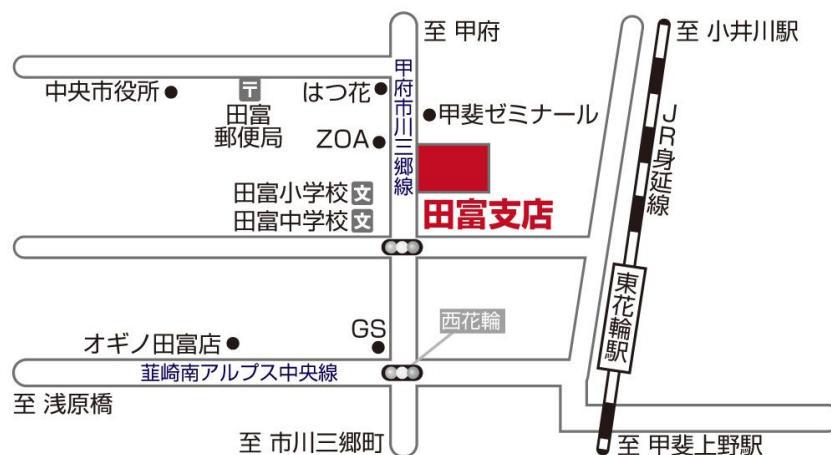 至 甲府
至 小井川駅
中央市役所
〒
田富
郵便局
はつ花
甲斐ゼミナール
ZOA
甲府市川三郷線
JR身延線
田富小学校 文
田富中学校 文
田富支店
東花輪駅
西花輪
GS
オギノ田富店
韮崎南アルプス中央線
至 浅原橋
至 市川三郷町
至 甲斐上野駅